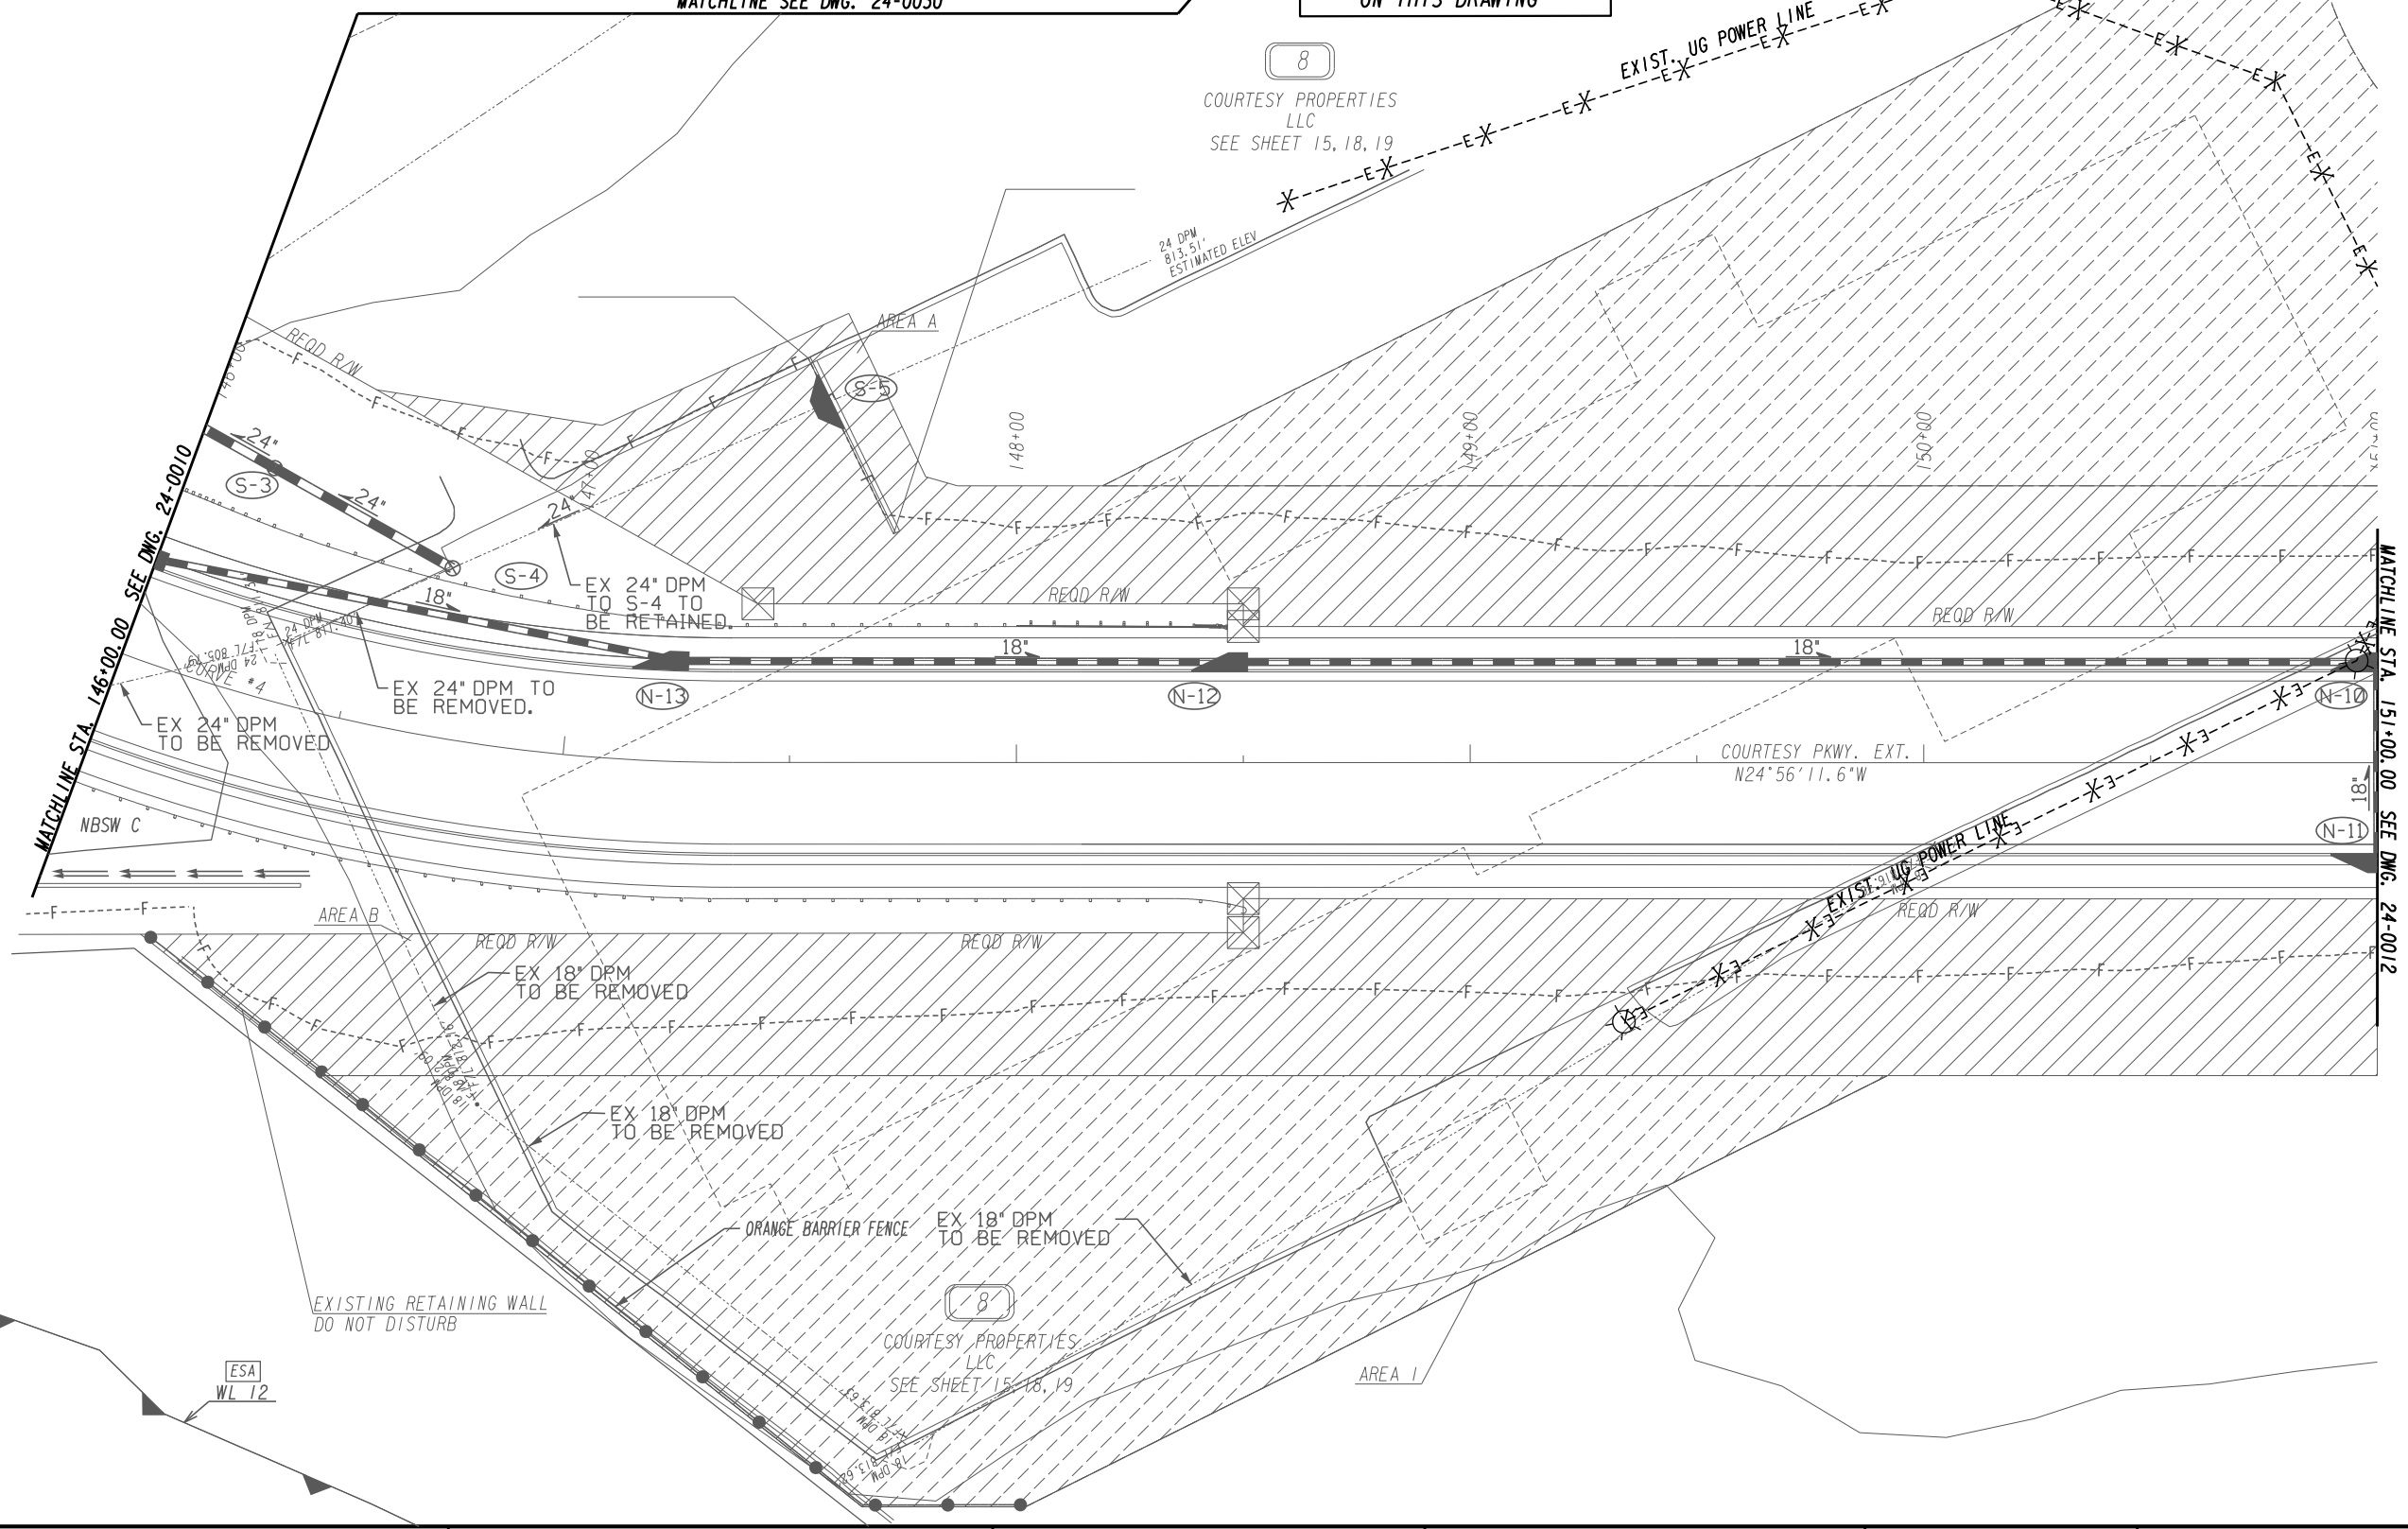 MATCHLINE SEE DWG. 24-0050
ON THIS DRAWING
8
COURTESY PROPERTIES
LLC
SEE SHEET 15,18,19
EXIST. UG POWER LINE
24 DPM
813.51'
ESTIMATED ELEV
AREA A
REQD R/W
146+00
S-5
148+00
149+00
150+00
24"
S-3
24"
24"
S-4
EX 24" DPM
TO S-4 TO
BE RETAINED.
REQD R/W
REQD R/W
18"
18"
18"
CURVE #4
EX 24" DPM TO
BE REMOVED.
EX 24" DPM
TO BE REMOVED
N-13
N-12
N-10
MATCHLINE STA. 146+00.00 SEE DWG. 24-0010
MATCHLINE STA. 151+00.00 SEE DWG. 24-0012
COURTESY PKWY. EXT.
N24°56'11.6"W
18"
N-11
NBSW C
EXIST. UG POWER LINE
AREA B
REQD R/W
REQD R/W
REQD R/W
EX 18" DPM
TO BE REMOVED
EX 18" DPM
TO BE REMOVED
ORANGE BARRIER FENCE
EX 18" DPM
TO BE REMOVED
8
COURTESY PROPERTIES
LLC
SEE SHEET 15,18,19
EXISTING RETAINING WALL
DO NOT DISTURB
ESA
WL 12
AREA 1